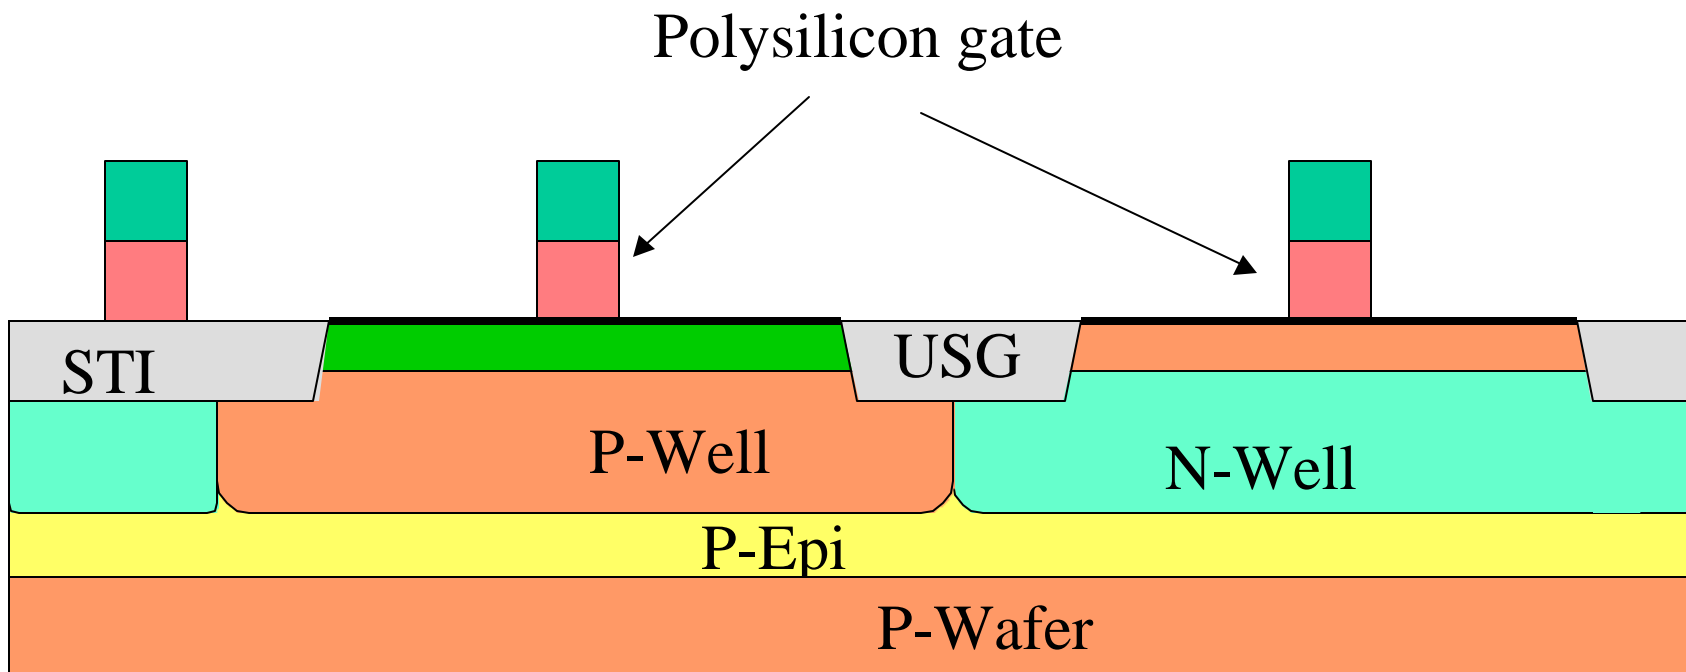 Polysilicon gate
STI
USG
P-Well
N-Well
P-Epi
P-Wafer